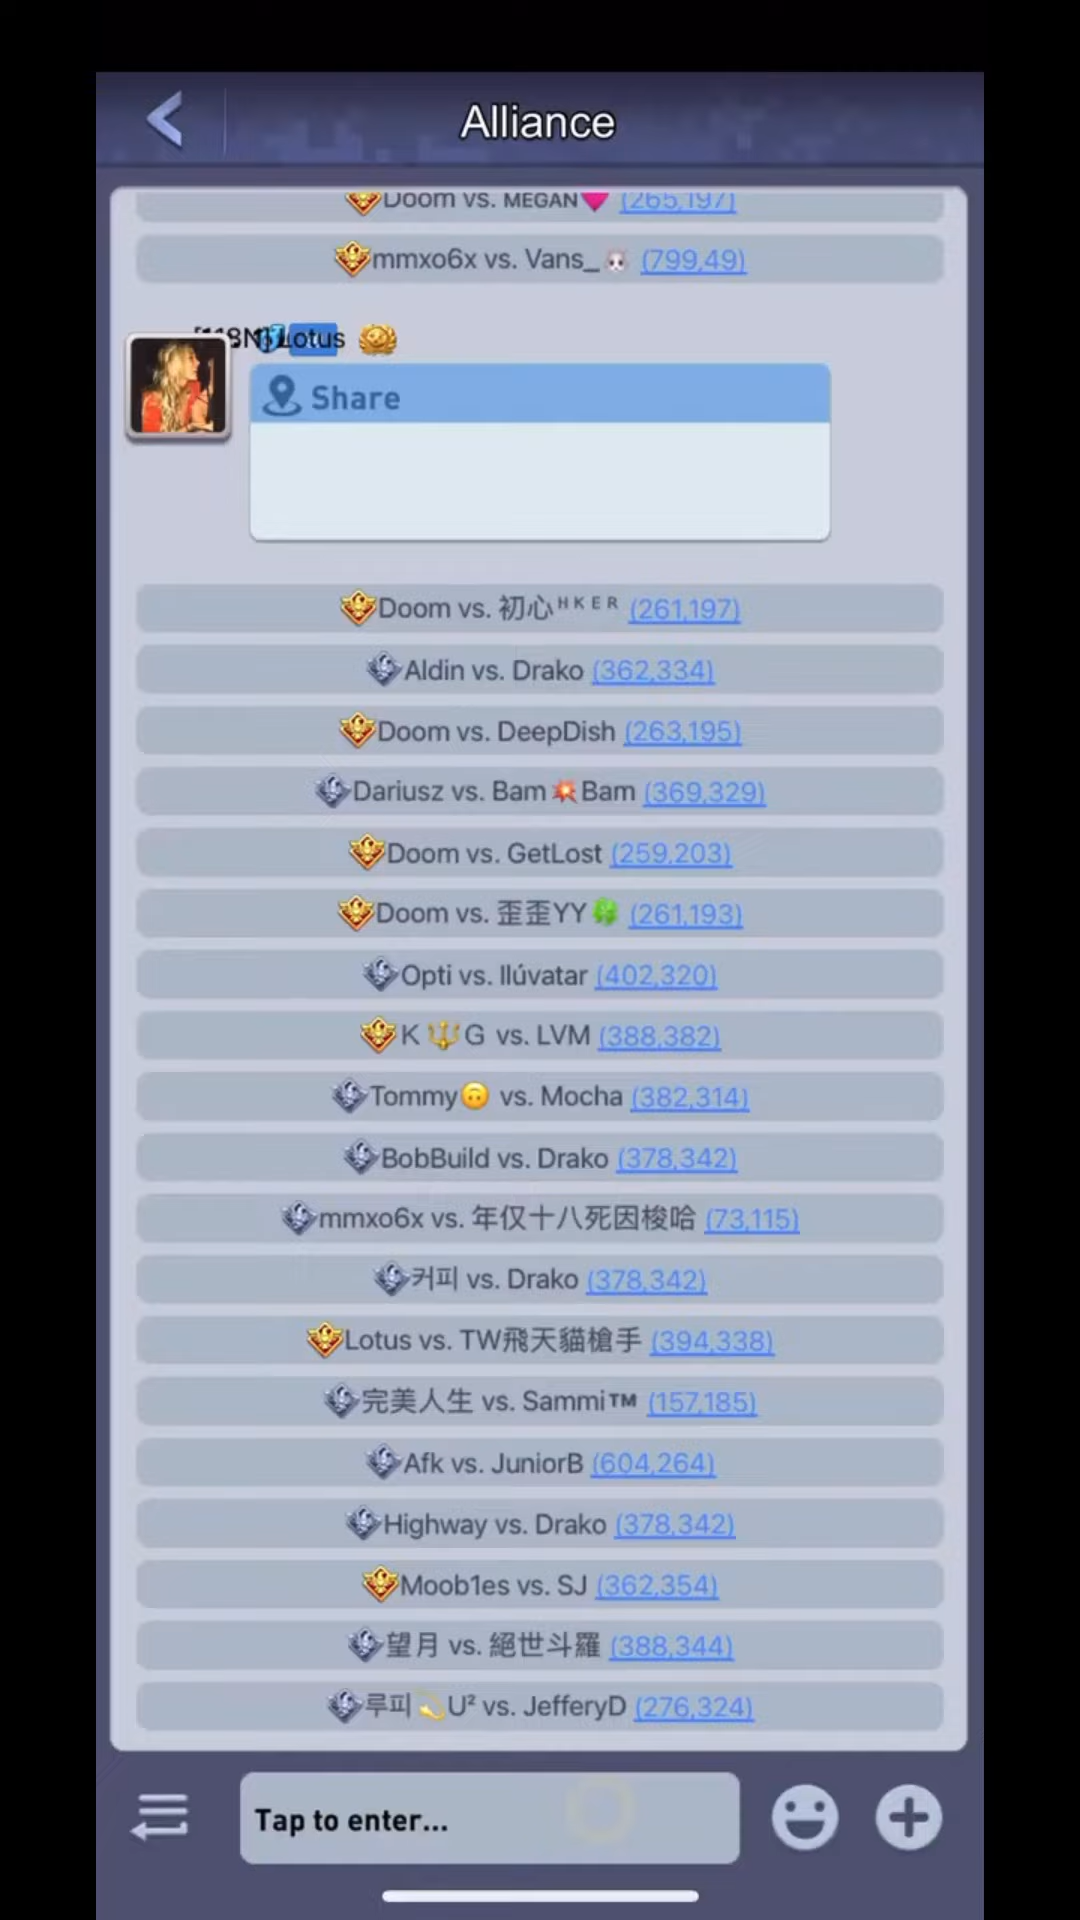 Alliance
Doom vs. MEGAN💗 (265,197)
mmxo6x vs. Vans_ (799,49)
Lotus
Share
Doom vs. 初心ᴴᴷᴱᴿ (261,197)
Aldin vs. Drako (362,334)
Doom vs. DeepDish (263,195)
Dariusz vs. Bam💥Bam (369,329)
Doom vs. GetLost (259,203)
Doom vs. 歪歪YY🍀 (261,193)
Opti vs. Ilúvatar (402,320)
K🔱G vs. LVM (388,382)
Tommy🙃 vs. Mocha (382,314)
BobBuild vs. Drako (378,342)
mmxo6x vs. 年仅十八死因梭哈 (73,115)
커피 vs. Drako (378,342)
Lotus vs. TW飛天貓槍手 (394,338)
完美人生 vs. Sammi™ (157,185)
Afk vs. JuniorB (604,264)
Highway vs. Drako (378,342)
Moob1es vs. SJ (362,354)
望月 vs. 絕世斗羅 (388,344)
루피💫U² vs. JefferyD (276,324)
Tap to enter...